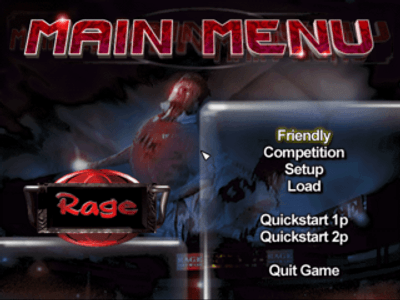 MAIN MENU
Friendly
Competition
Setup
Load
Rage
Quickstart 1p
Quickstart 2p
Quit Game